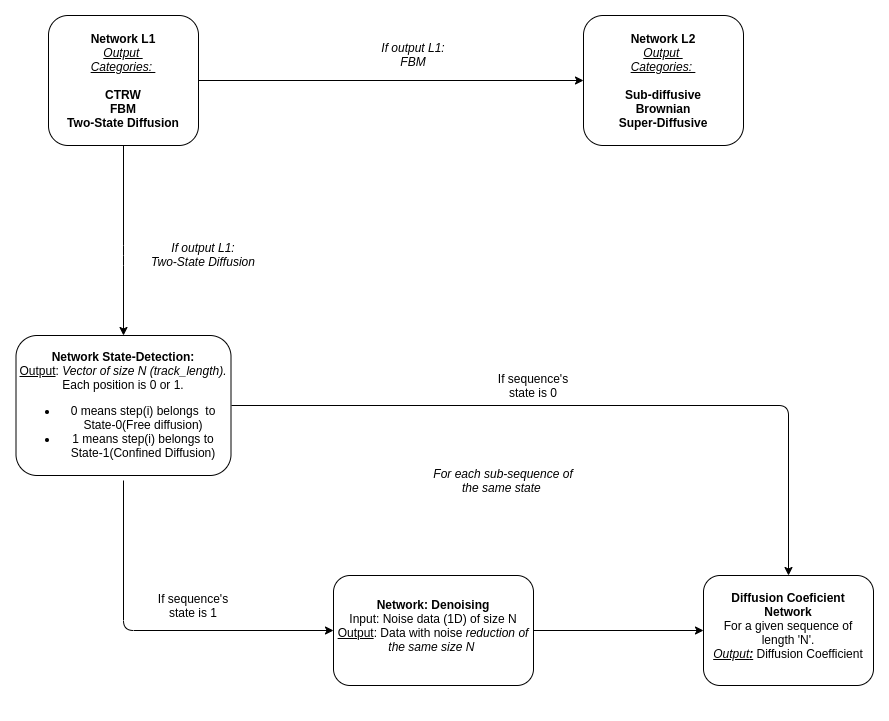 Network L1
Output
Categories:
CTRW
FBM
Two-State Diffusion
If output L1:
FBM
Network L2
Output
Categories:
Sub-diffusive
Brownian
Super-Diffusive
If output L1:
Two-State Diffusion
Network State-Detection:
Output: Vector of size N (track_length).
Each position is 0 or 1.
• 0 means step(i) belongs to
State-0(Free diffusion)
• 1 means step(i) belongs to
State-1(Confined Diffusion)
If sequence's
state is 0
For each sub-sequence of
the same state
If sequence's
state is 1
Network: Denoising
Input: Noise data (1D) of size N
Output: Data with noise reduction of
the same size N
Diffusion Coeficient
Network
For a given sequence of
length 'N'.
Output: Diffusion Coefficient